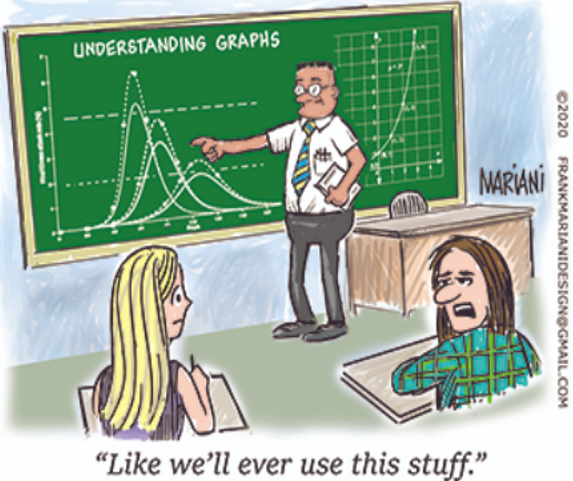 UNDERSTANDING GRAPHS
MARIANI
©2020 FRANKMARIANIDESIGN@GMAIL.COM
“Like we’ll ever use this stuff.”